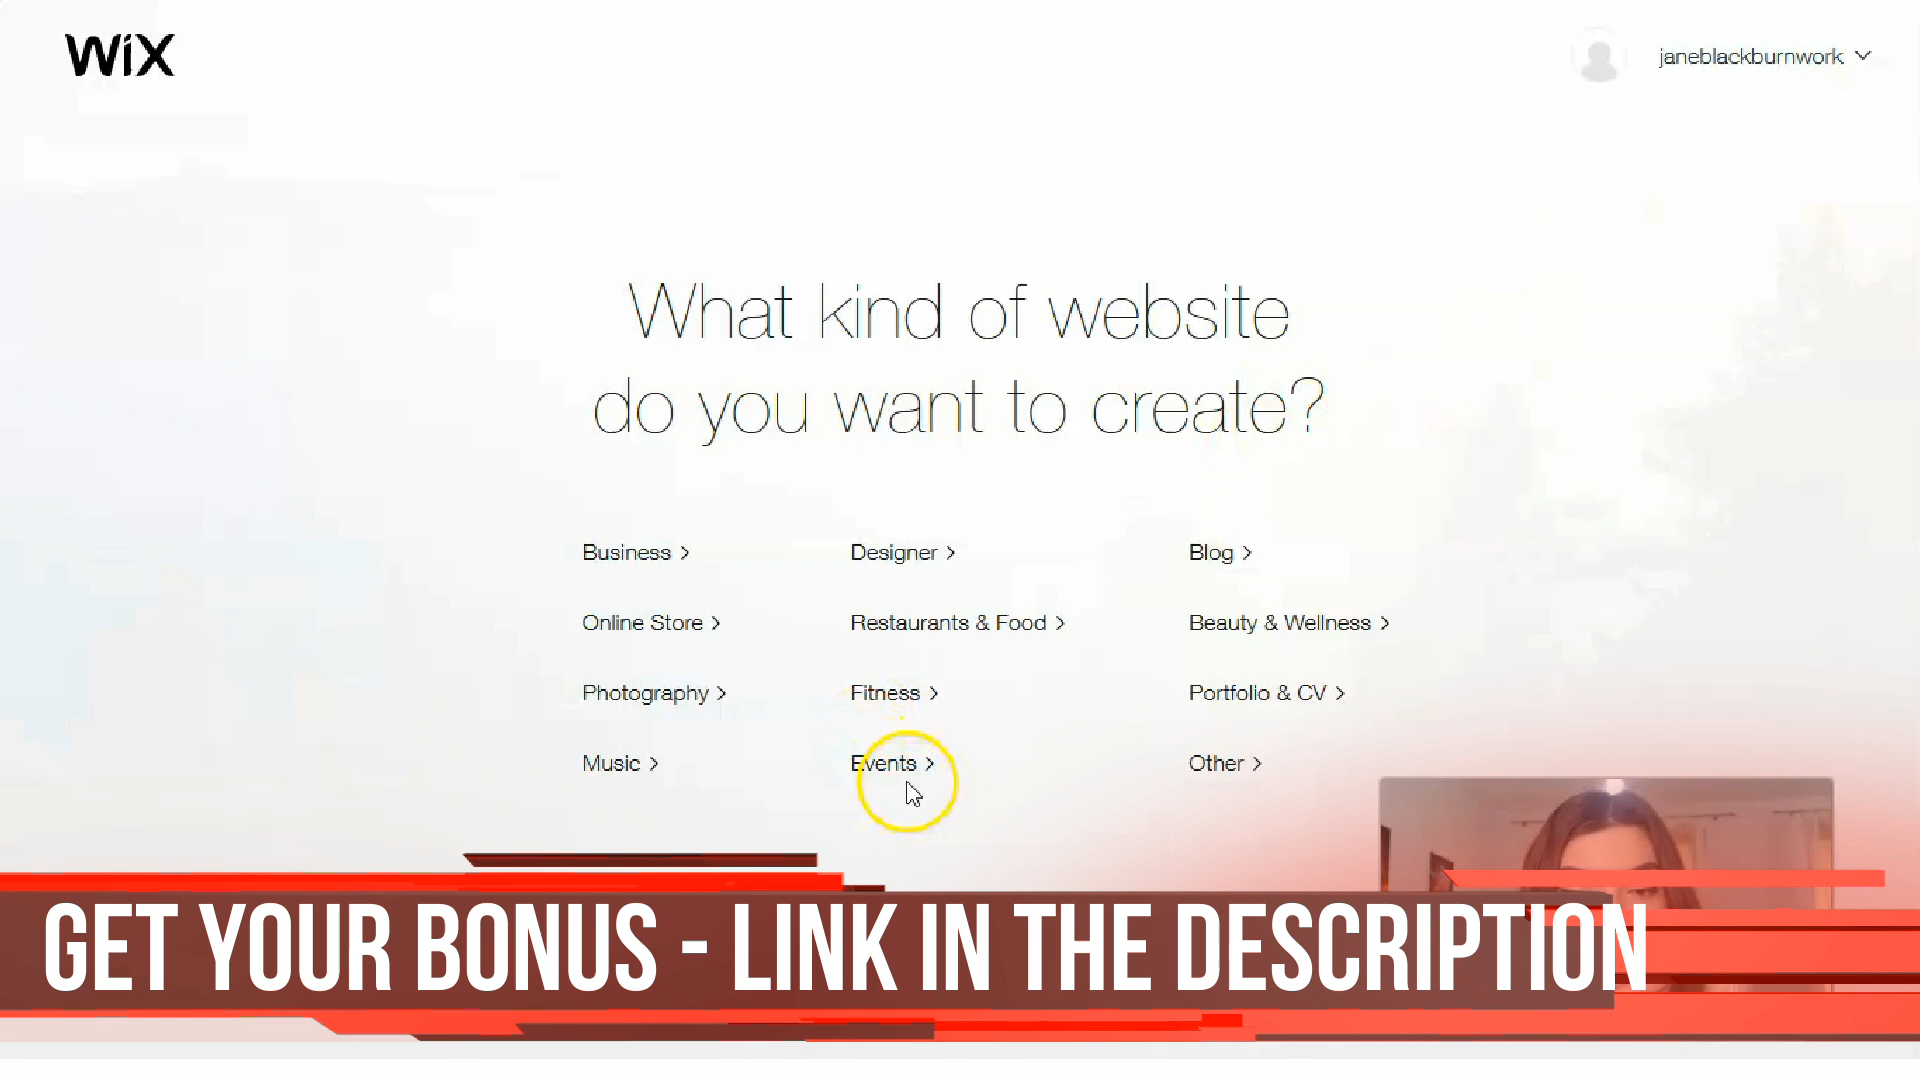 WiX
janeblackburnwork
What kind of website
do you want to create?
Business >
Designer >
Blog >
Online Store >
Restaurants & Food >
Beauty & Wellness >
Photography >
Fitness >
Portfolio & CV >
Music >
Events >
Other >
GET YOUR BONUS - LINK IN THE DESCRIPTION